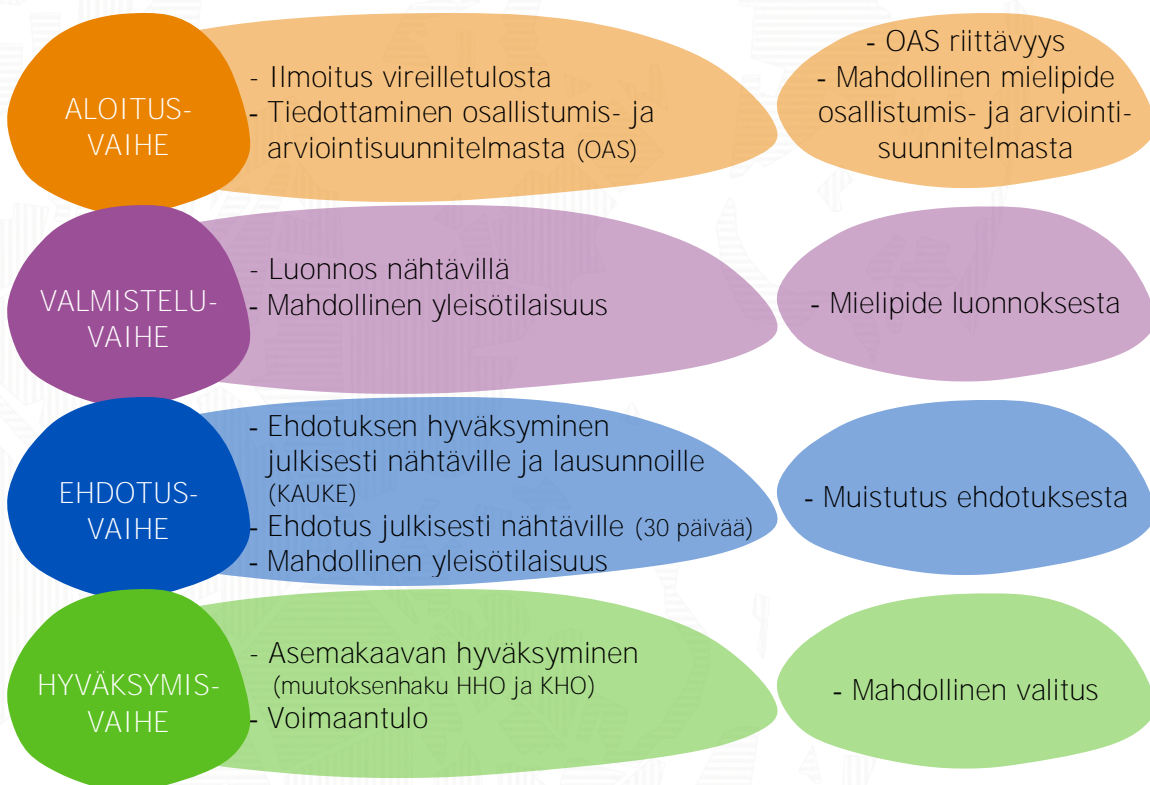 ALOITUS-
VAIHE
- Ilmoitus vireilletulosta
- Tiedottaminen osallistumis- ja
arviointisuunnitelmasta (OAS)
- OAS riittävyys
- Mahdollinen mielipide
osallistumis- ja arviointi-
suunnitelmasta
VALMISTELU-
VAIHE
- Luonnos nähtävillä
- Mahdollinen yleisötilaisuus
- Mielipide luonnoksesta
EHDOTUS-
VAIHE
- Ehdotuksen hyväksyminen
julkisesti nähtäville ja lausunnoille
(KAUKE)
- Ehdotus julkisesti nähtäville (30 päivää)
- Mahdollinen yleisötilaisuus
- Muistutus ehdotuksesta
HYVÄKSYMIS-
VAIHE
- Asemakaavan hyväksyminen
(muutoksenhaku HHO ja KHO)
- Voimaantulo
- Mahdollinen valitus